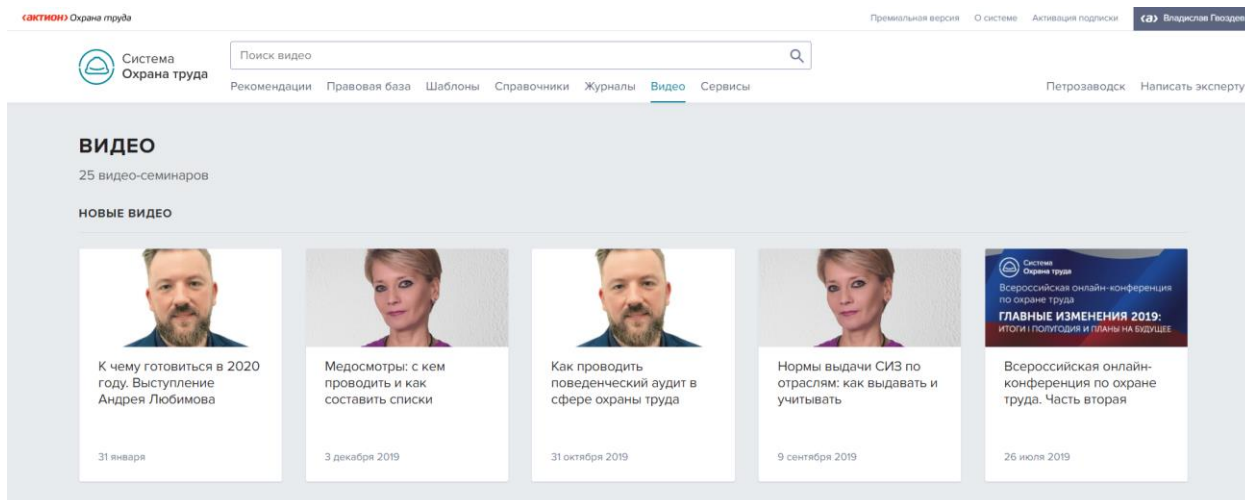 ‹актион› Охрана труда
Премиальная версия О системе Активация подписки ‹а› Владислав Гвоздев
Система
Охрана труда
Поиск видео
Рекомендации Правовая база Шаблоны Справочники Журналы Видео Сервисы
Петрозаводск Написать эксперту
ВИДЕО
25 видео-семинаров
НОВЫЕ ВИДЕО
К чему готовиться в 2020
году. Выступление
Андрея Любимова
31 января
Медосмотры: с кем
проводить и как
составить списки
3 декабря 2019
Как проводить
поведенческий аудит в
сфере охраны труда
31 октября 2019
Нормы выдачи СИЗ по
отраслям: как выдавать и
учитывать
9 сентября 2019
Система
Охрана труда
Всероссийская онлайн-конференция
по охране труда
ГЛАВНЫЕ ИЗМЕНЕНИЯ 2019:
ИТОГИ I ПОЛУГОДИЯ И ПЛАНЫ НА БУДУЩЕЕ
Всероссийская онлайн-
конференция по охране
труда. Часть вторая
26 июля 2019